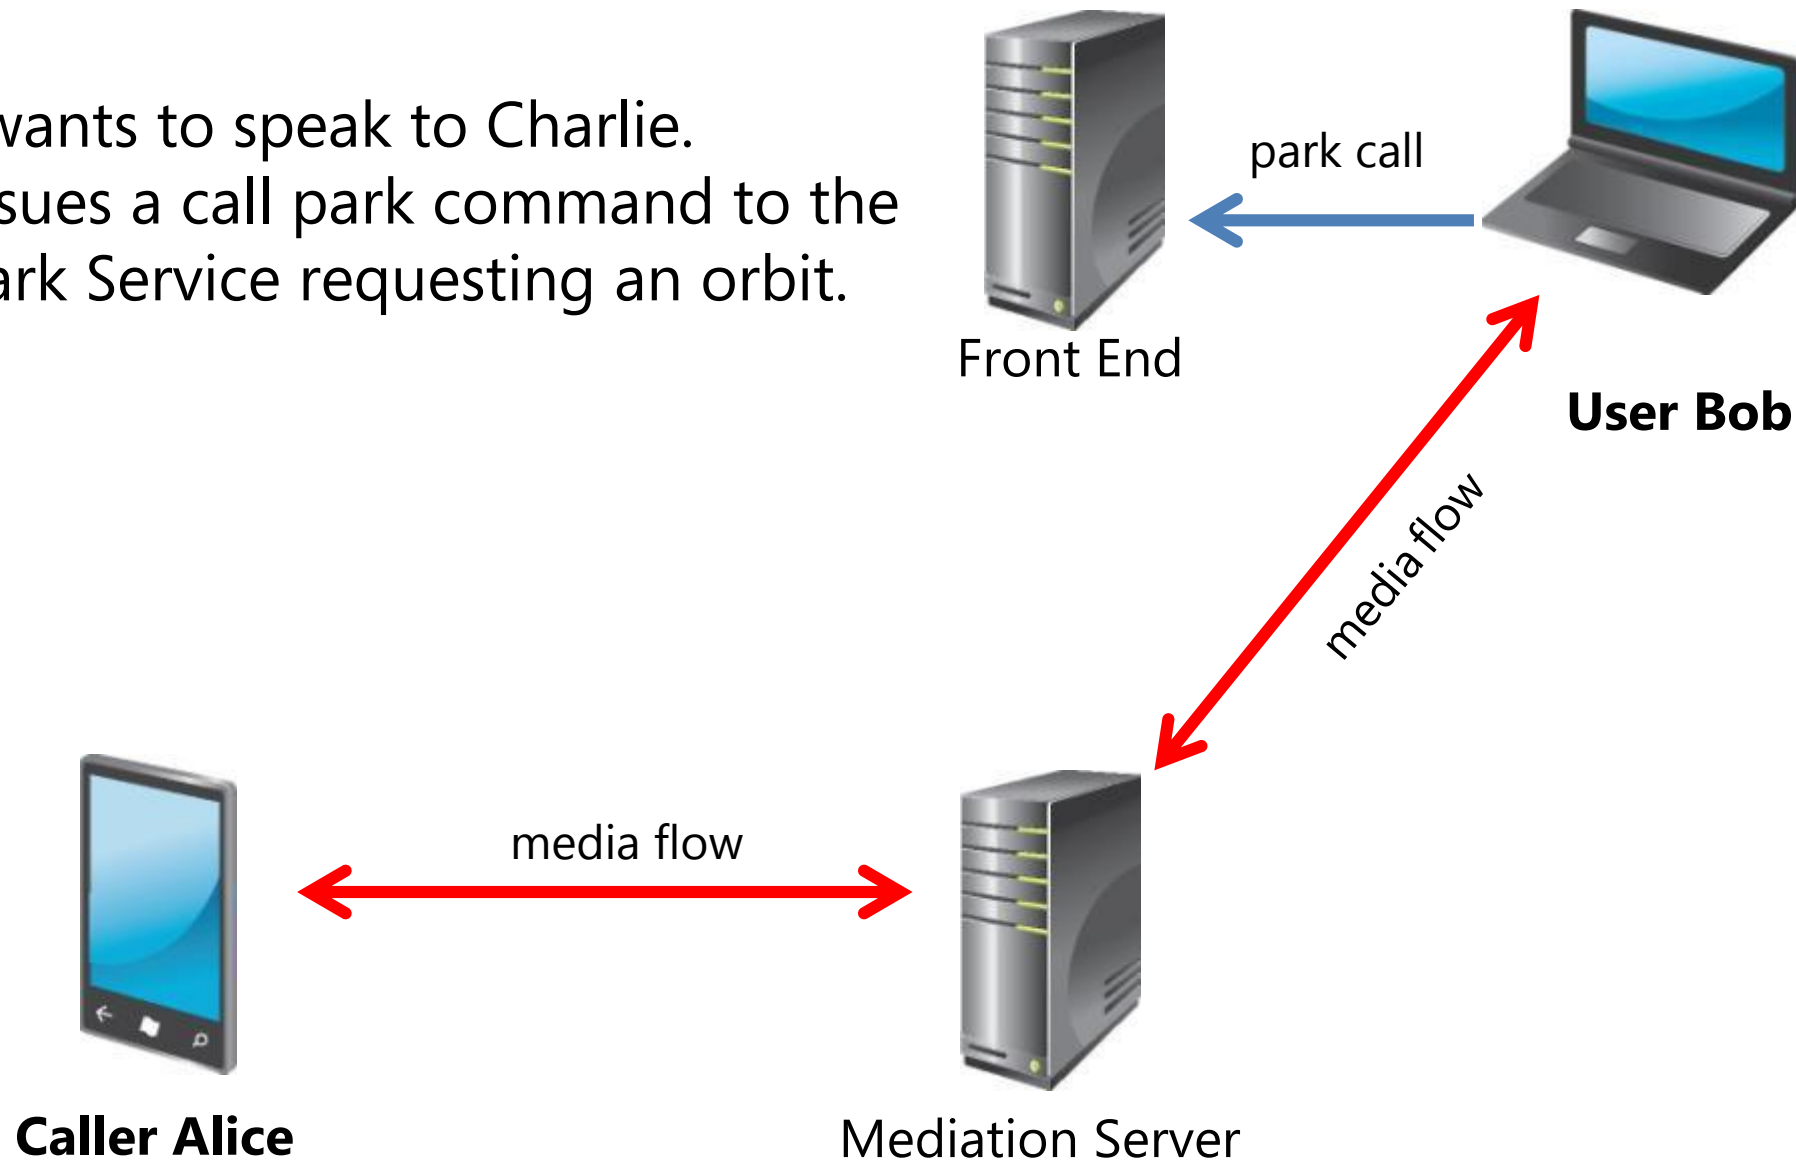 wants to speak to Charlie.
sues a call park command to the
ark Service requesting an orbit.
park call
Front End
User Bob
media flow
media flow
Caller Alice
Mediation Server